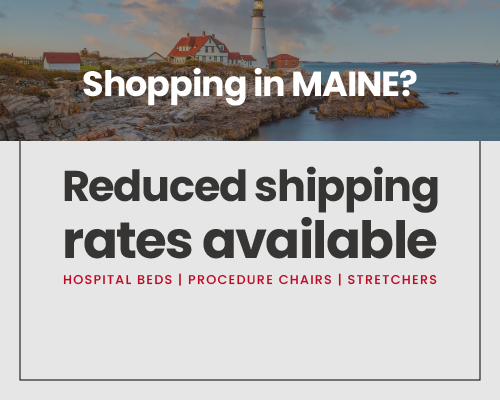 Shopping in MAINE?
Reduced shipping
rates available
HOSPITAL BEDS | PROCEDURE CHAIRS | STRETCHERS